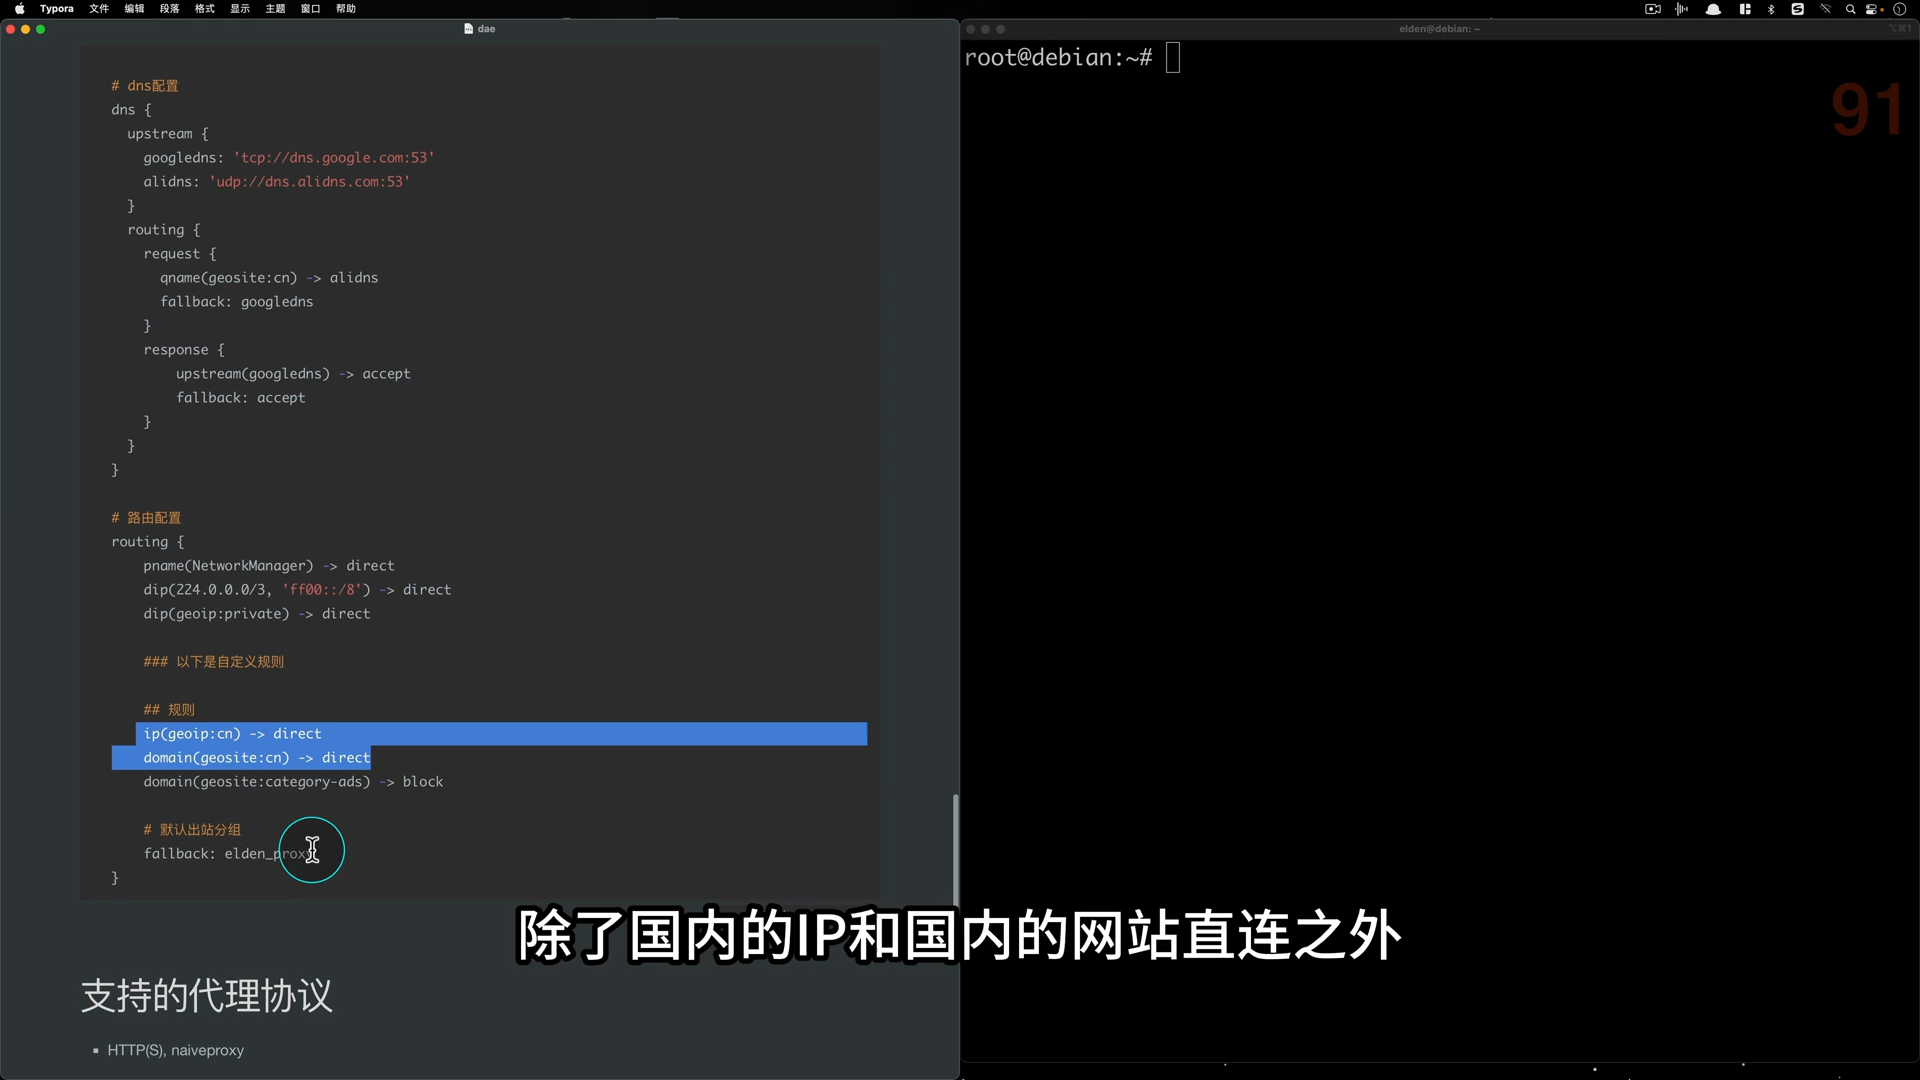 Typora 文件 编辑 段落 格式 显示 主题 窗口 帮助
dae
# dns配置
dns {
upstream {
googledns: 'tcp://dns.google.com:53'
alidns: 'udp://dns.alidns.com:53'
}
routing {
request {
qname(geosite:cn) -> alidns
fallback: googledns
}
response {
upstream(googledns) -> accept
fallback: accept
}
}
}
# 路由配置
routing {
pname(NetworkManager) -> direct
dip(224.0.0.0/3, 'ff00::/8') -> direct
dip(geoip:private) -> direct
### 以下是自定义规则
## 规则
ip(geoip:cn) -> direct
domain(geosite:cn) -> direct
domain(geosite:category-ads) -> block
# 默认出站分组
fallback: elden_proxy
}
支持的代理协议
▪ HTTP(S), naiveproxy
elden@debian: ~
⌥⌘1
root@debian:~#
91
除了国内的IP和国内的网站直连之外